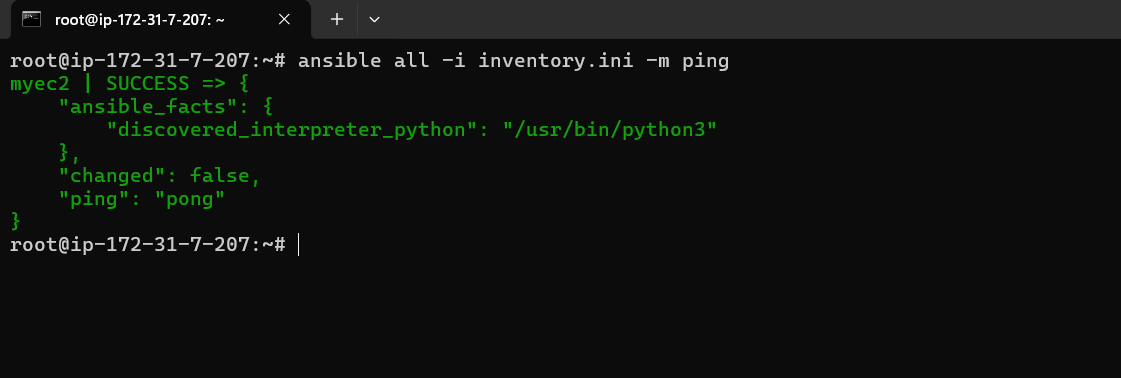 root@ip-172-31-7-207: ~
root@ip-172-31-7-207:~# ansible all -i inventory.ini -m ping
myec2 | SUCCESS => {
    "ansible_facts": {
        "discovered_interpreter_python": "/usr/bin/python3"
    },
    "changed": false,
    "ping": "pong"
}
root@ip-172-31-7-207:~#